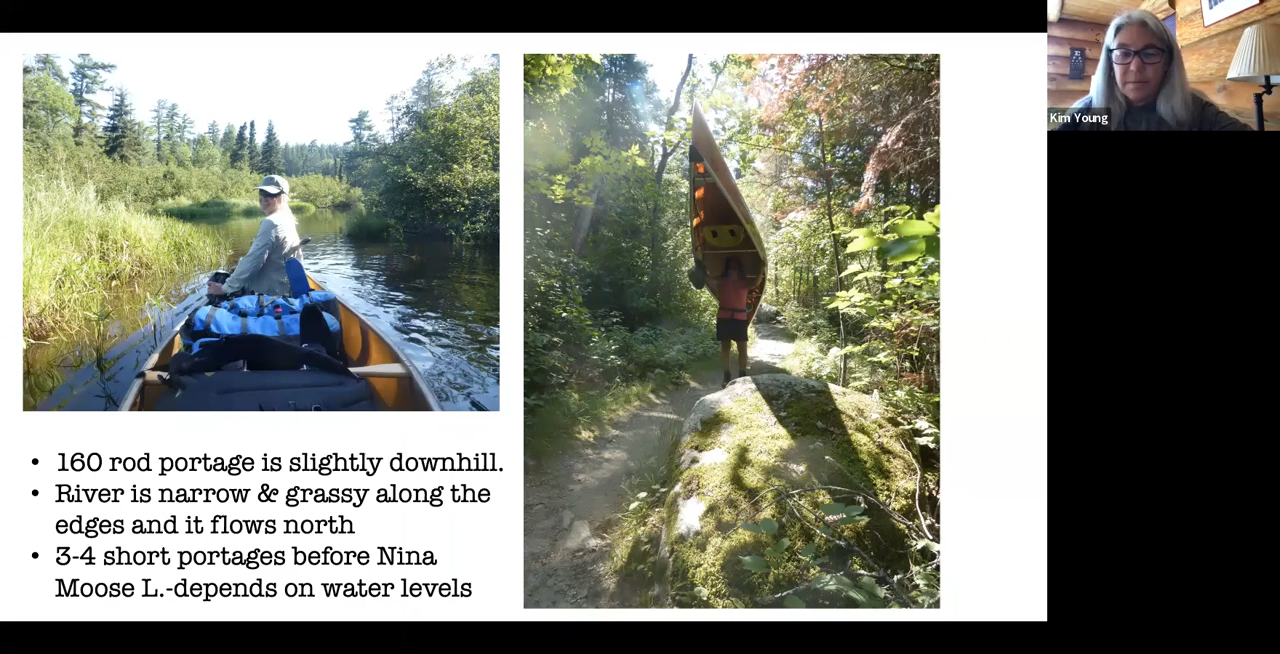 Kim Young
• 160 rod portage is slightly downhill.
• River is narrow & grassy along the
edges and it flows north
• 3-4 short portages before Nina
Moose L.-depends on water levels